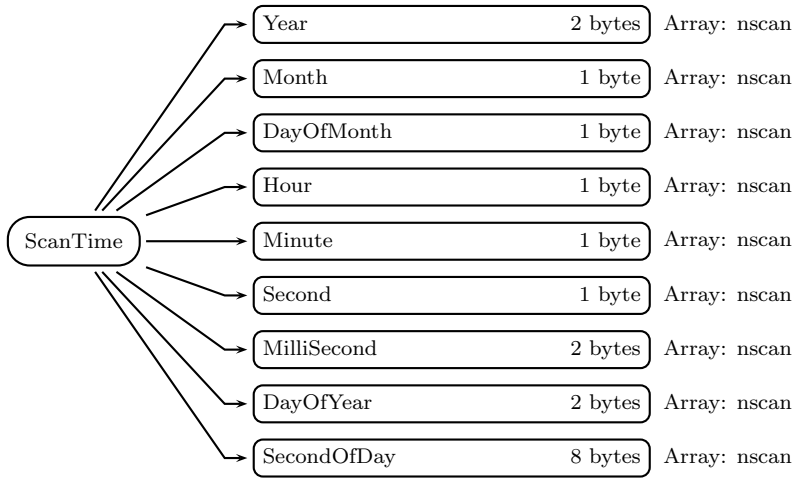 Year 2 bytes Array: nscan
Month 1 byte Array: nscan
DayOfMonth 1 byte Array: nscan
Hour 1 byte Array: nscan
ScanTime
Minute 1 byte Array: nscan
Second 1 byte Array: nscan
MilliSecond 2 bytes Array: nscan
DayOfYear 2 bytes Array: nscan
SecondOfDay 8 bytes Array: nscan